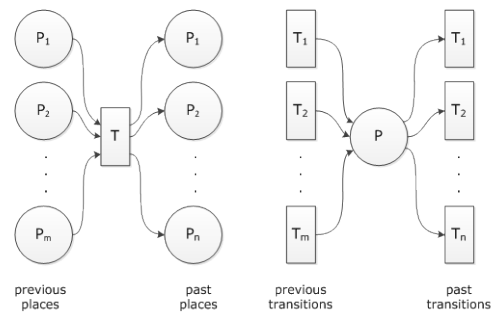 P1 P1 T1 T1
P2 P2 T2 T2
T P
Pm Pn Tm Tn
previous places
past places
previous transitions
past transitions